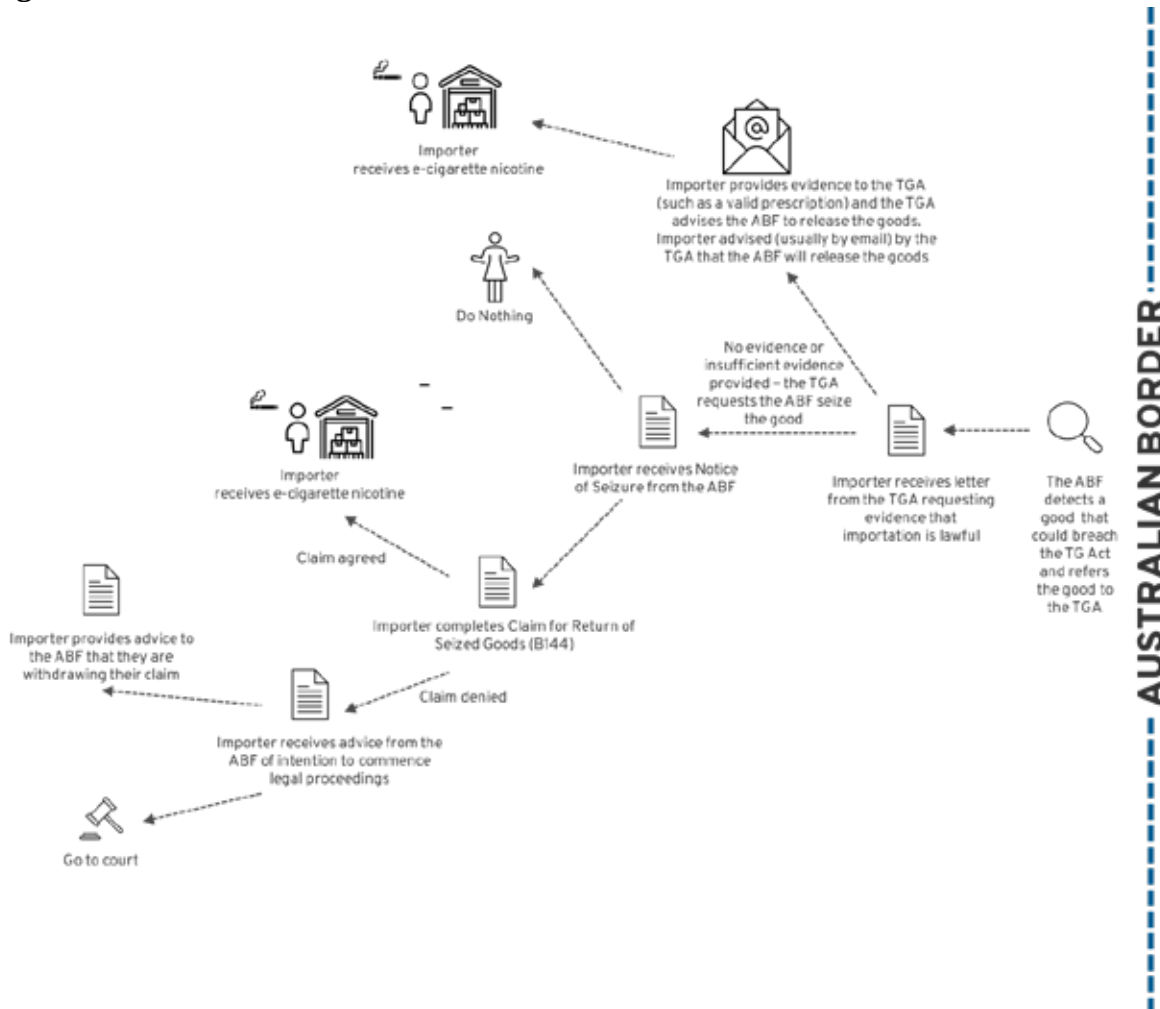 g
Importer
receives e-cigarette nicotine
Importer provides evidence to the TGA
(such as a valid prescription) and the TGA
advises the ABF to release the goods.
Importer advised (usually by email) by the
TGA that the ABF will release the goods
Do Nothing
No evidence or
insufficient evidence
provided – the TGA
requests the ABF seize
the good
Importer receives Notice
of Seizure from the ABF
Importer receives letter
from the TGA requesting
evidence that
importation is lawful
The ABF
detects a
good that
could breach
the TG Act
and refers
the good to
the TGA
AUSTRALIAN BORDER
Importer
receives e-cigarette nicotine
Claim agreed
Importer completes Claim for Return of
Seized Goods (B144)
Claim denied
Importer provides advice to
the ABF that they are
withdrawing their claim
Importer receives advice from the
ABF of intention to commence
legal proceedings
Go to court